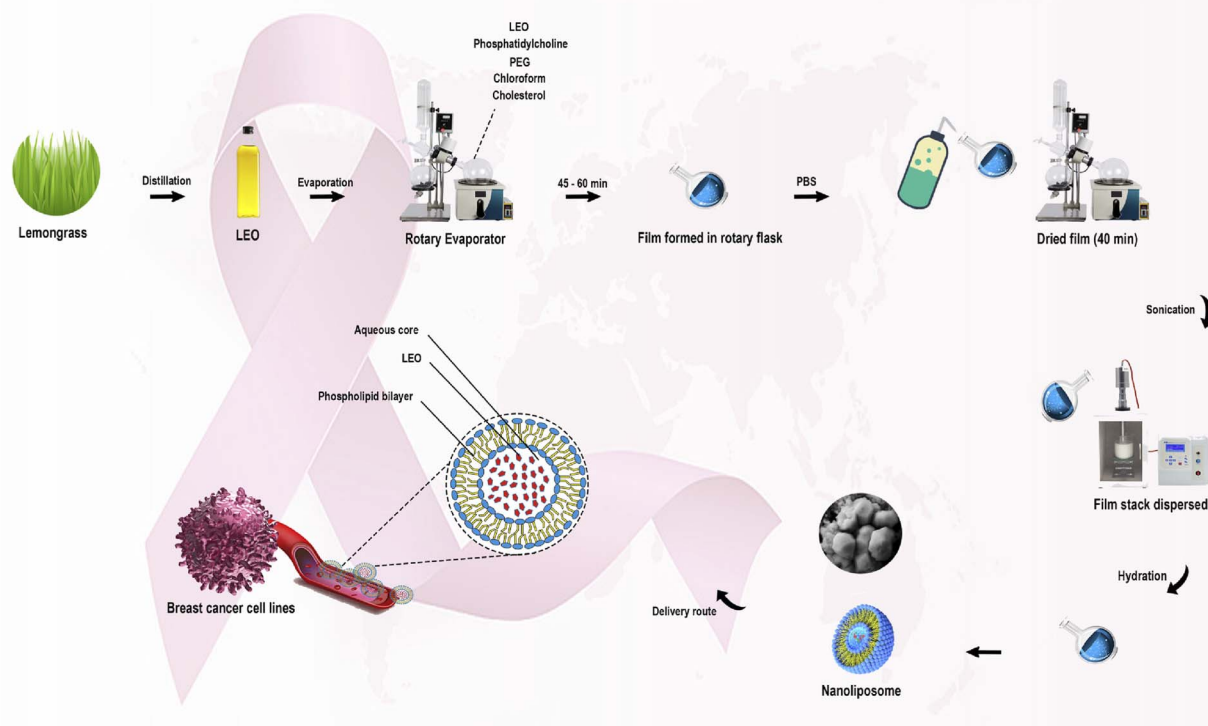 LEO
Phosphatidylcholine
PEG
Chloroform
Cholesterol
Distillation
Evaporation
45 - 60 min
PBS
Lemongrass
LEO
Rotary Evaporator
Film formed in rotary flask
Dried film (40 min)
Sonication
Aqueous core
LEO
Phospholipid bilayer
Film stack dispersed
Hydration
Breast cancer cell lines
Delivery route
Nanoliposome